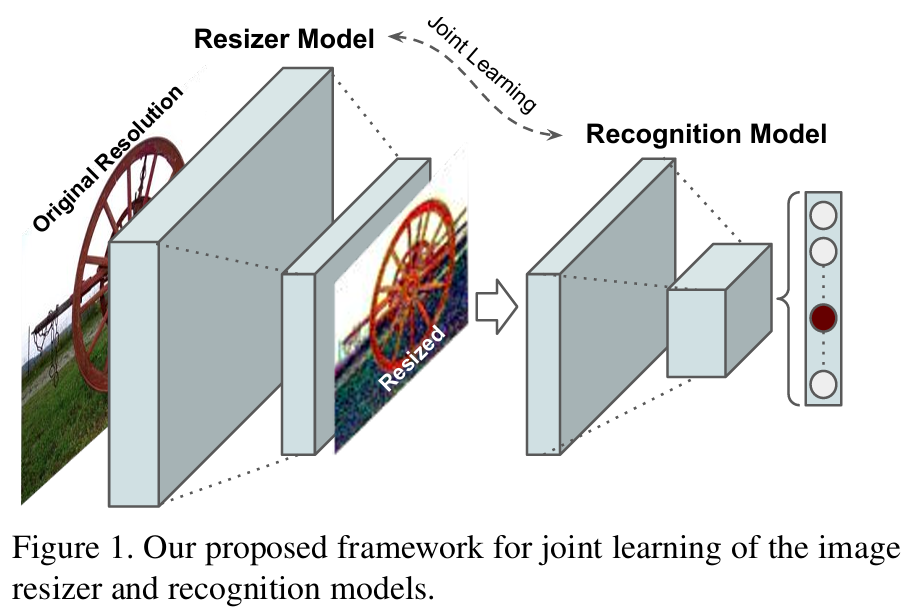 Resizer Model
Joint Learning
Original Resolution
Recognition Model
Resized
Figure 1. Our proposed framework for joint learning of the image
resizer and recognition models.